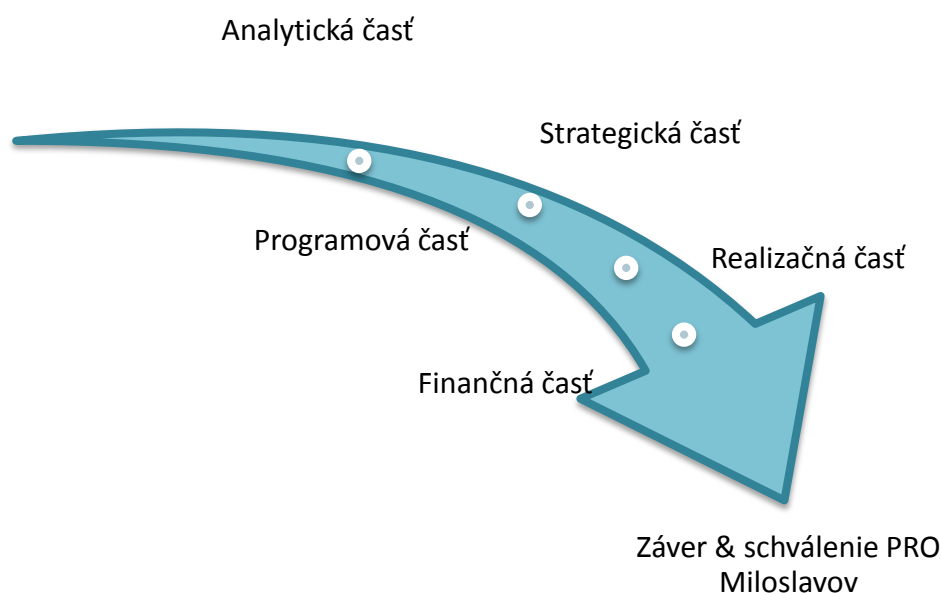 Analytická časť
Strategická časť
Programová časť
Realizačná časť
Finančná časť
Záver & schválenie PRO
Miloslavov